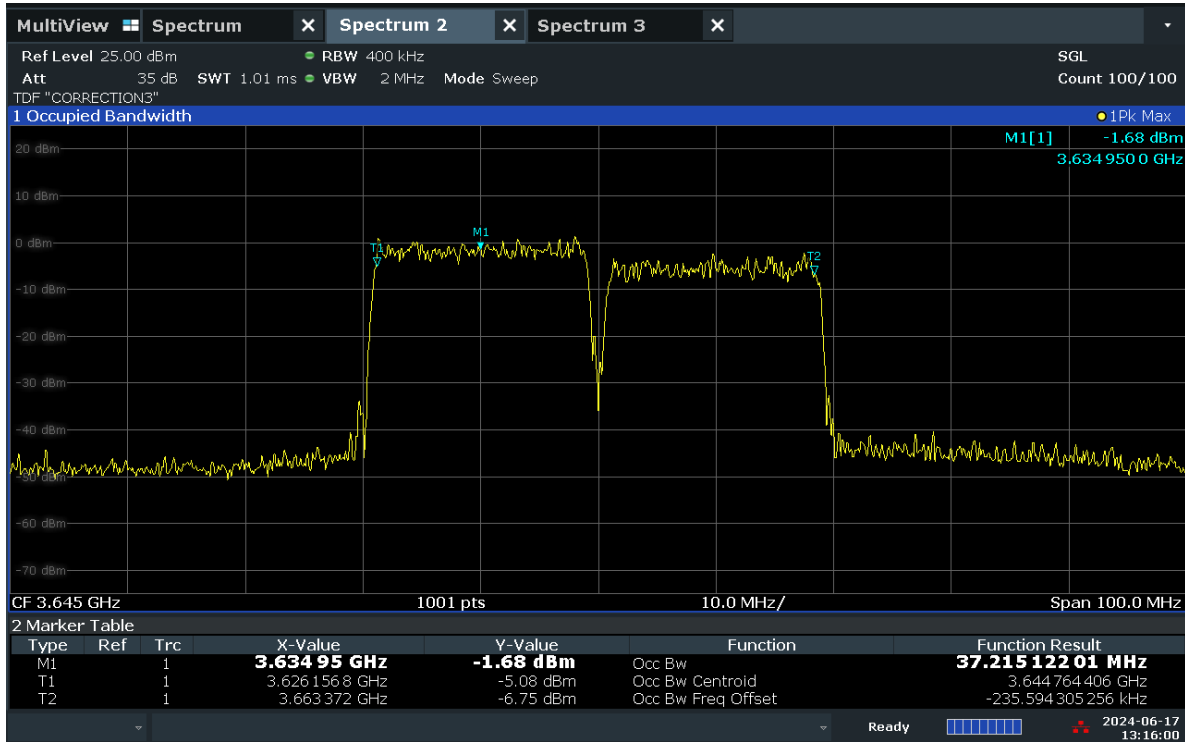 MultiView Spectrum X Spectrum 2 X Spectrum 3 X
Ref Level 25.00 dBm RBW 400 kHz SGL
Att 35 dB SWT 1.01 ms VBW 2 MHz Mode Sweep Count 100/100
TDF "CORRECTION3"
1 Occupied Bandwidth 1Pk Max
M1[1] -1.68 dBm
20 dBm
3.634 950 0 GHz
10 dBm
M1
0 dBm T1
T2
-10 dBm
-20 dBm
-30 dBm
-40 dBm
-50 dBm
-60 dBm
-70 dBm
CF 3.645 GHz 1001 pts 10.0 MHz/ Span 100.0 MHz
2 Marker Table
Type Ref Trc X-Value Y-Value Function Function Result
M1 1 3.634 95 GHz -1.68 dBm Occ Bw 37.215 122 01 MHz
T1 1 3.626 156 8 GHz -5.08 dBm Occ Bw Centroid 3.644 764 406 GHz
T2 1 3.663 372 GHz -6.75 dBm Occ Bw Freq Offset -235.594 305 256 kHz
Ready 2024-06-17
13:16:00